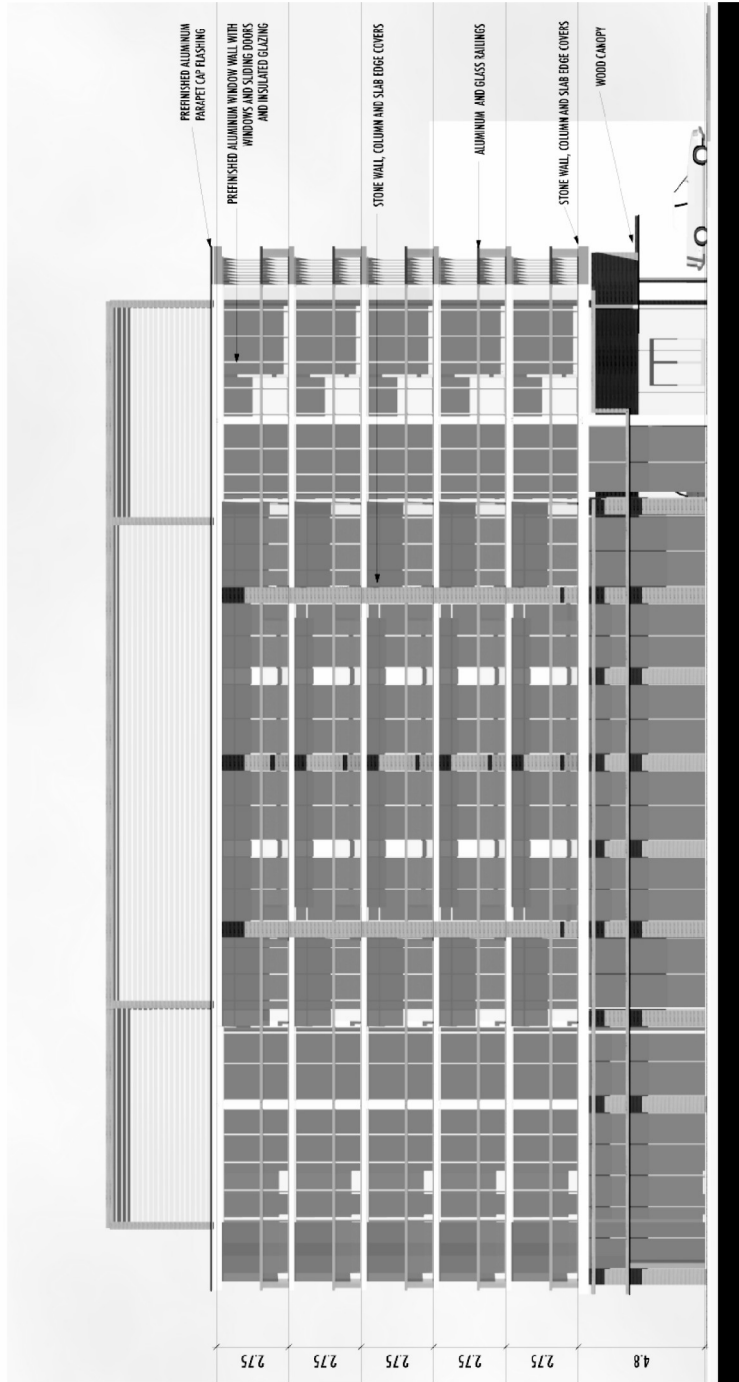 PREFINISHED ALUMINUM
PARAPET CAP FLASHING
PREFINISHED ALUMINUM WINDOW WALL WITH
WINDOWS AND SLIDING DOORS
AND INSULATED GLAZING
STONE WALL, COLUMN AND SLAB EDGE COVERS
ALUMINUM AND GLASS RAILINGS
STONE WALL, COLUMN AND SLAB EDGE COVERS
WOOD CANOPY
2.75
2.75
2.75
2.75
2.75
4.8